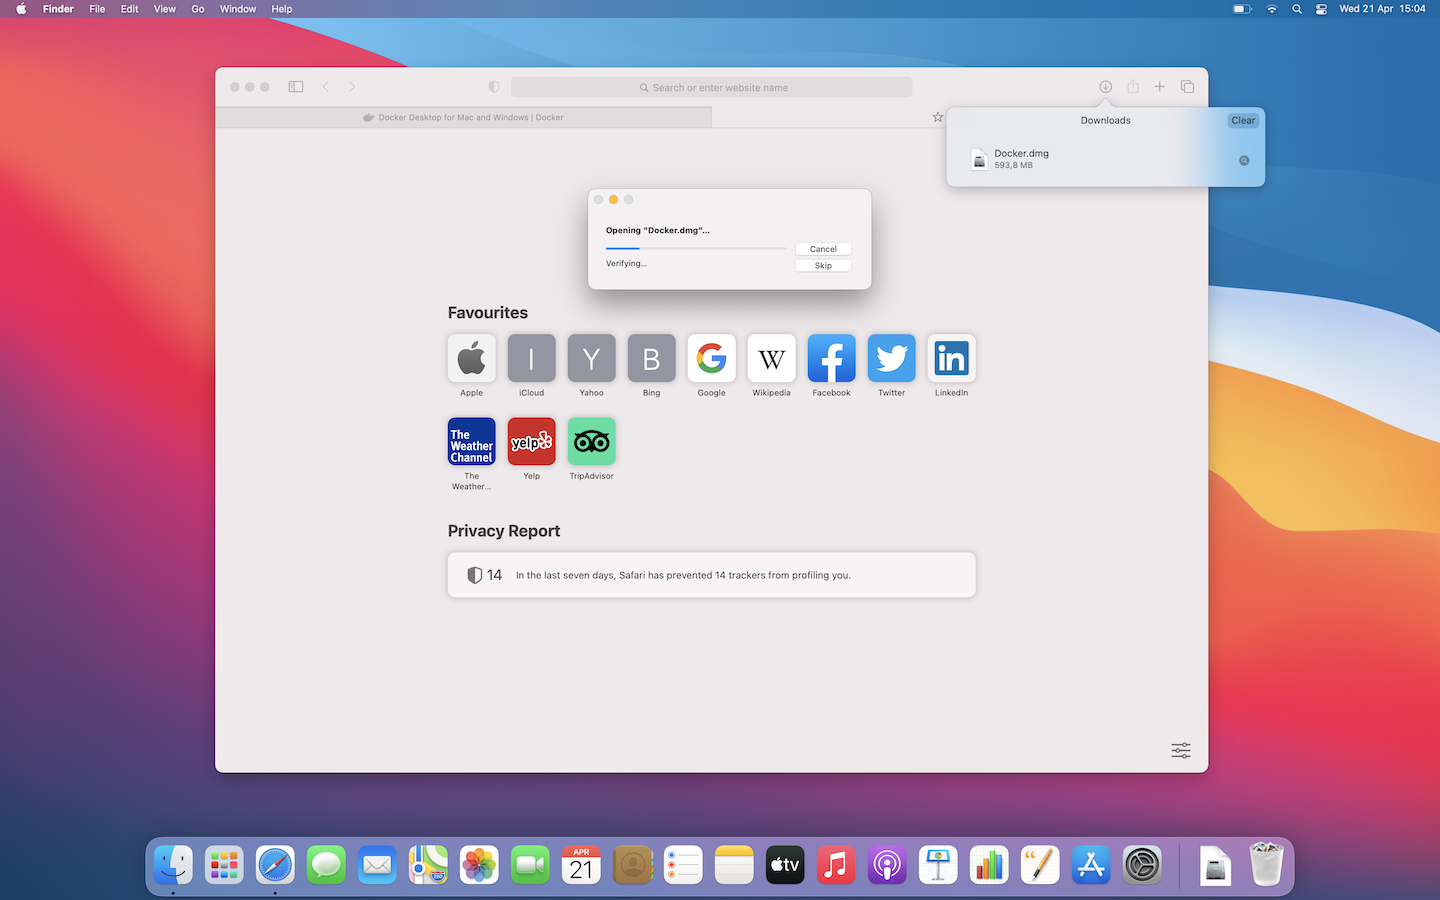 Finder File Edit View Go Window Help
Wed 21 Apr 15:04
Search or enter website name
Docker Desktop for Mac and Windows | Docker
Downloads
Clear
Docker.dmg
593,8 MB
Opening "Docker.dmg"...
Cancel
Verifying...
Skip
Favourites
I Y B G W f in
Apple iCloud Yahoo Bing Google Wikipedia Facebook Twitter LinkedIn
The
Weather
Channel
yelp
The
Weather...
Yelp
TripAdvisor
Privacy Report
14 In the last seven days, Safari has prevented 14 trackers from profiling you.
APR
21
tv